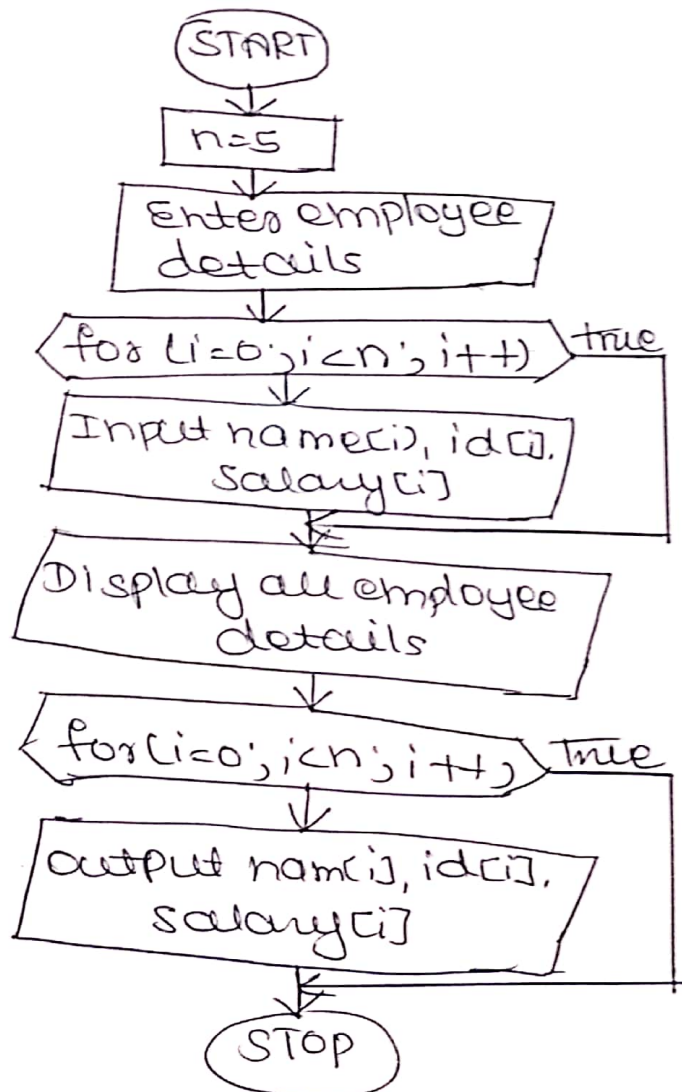 START
n=5
Enter employee
details
for (i=0; i<n; i++)
true
Input name(i), id[i].
salary[i]
Display all employee
details
for(i=0; i<n; i++,
True
output nam[i], id[i].
salary[i]
STOP